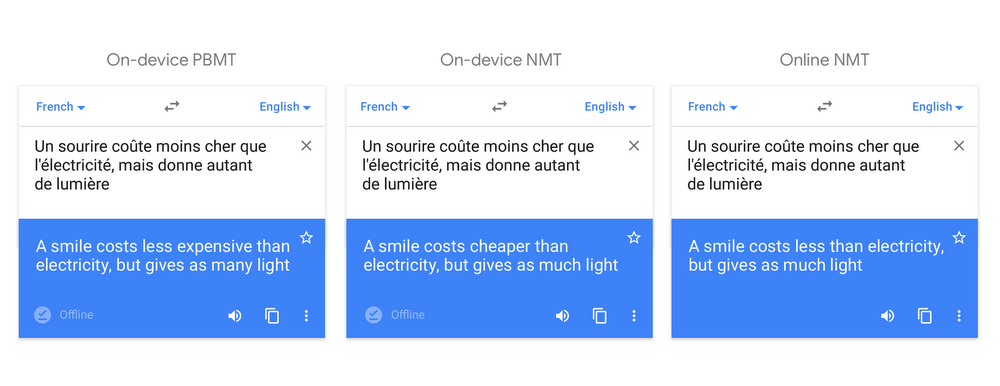 On-device PBMT
French
English
Un sourire coûte moins cher que
l'électricité, mais donne autant
de lumière
A smile costs less expensive than
electricity, but gives as many light
Offline
On-device NMT
French
English
Un sourire coûte moins cher que
l'électricité, mais donne autant
de lumière
A smile costs cheaper than
electricity, but gives as much light
Offline
Online NMT
French
English
Un sourire coûte moins cher que
l'électricité, mais donne autant
de lumière
A smile costs less than electricity,
but gives as much light